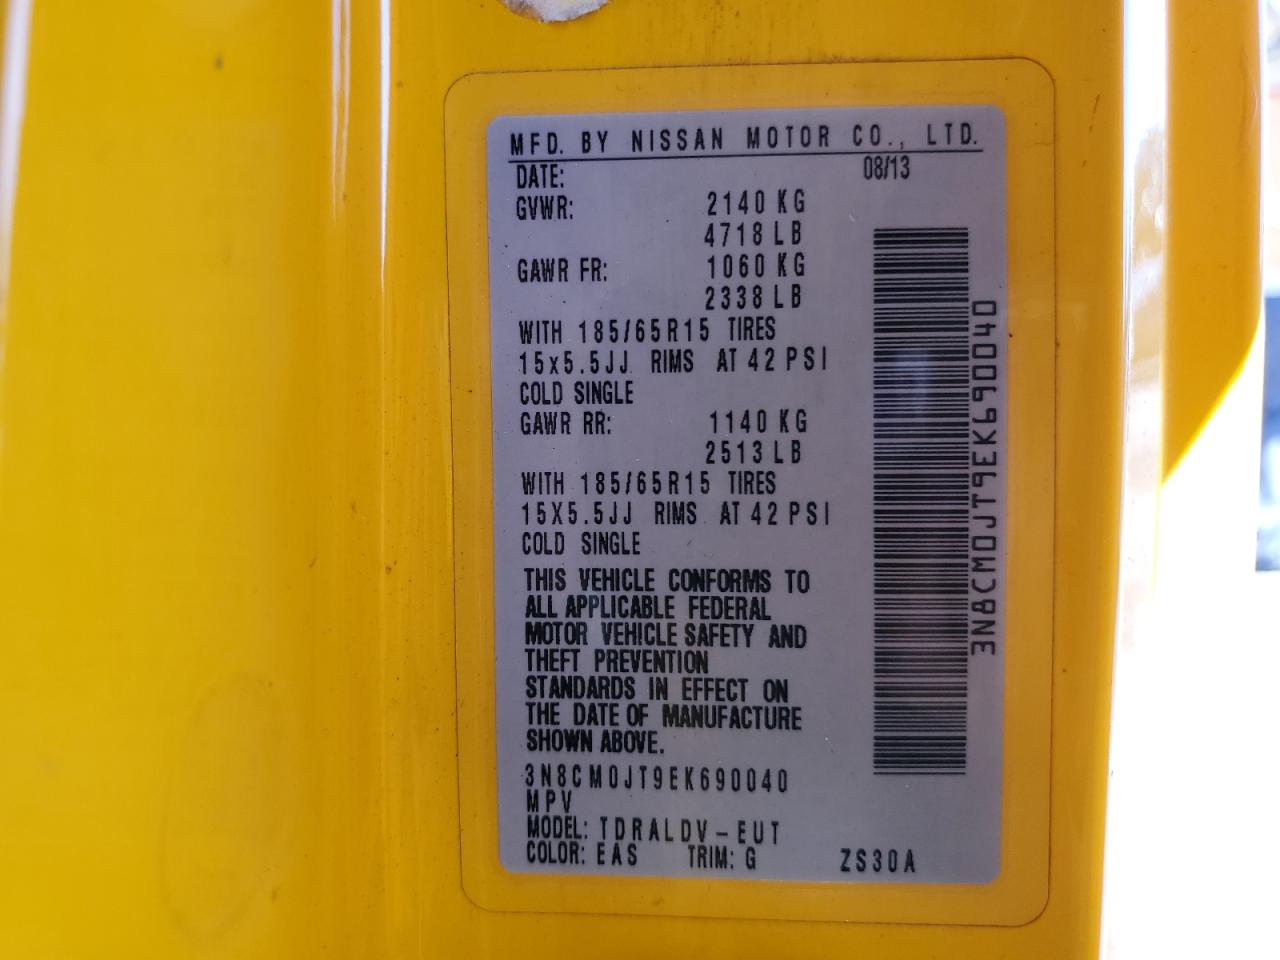 MFD. BY NISSAN MOTOR CO., LTD.
DATE: 08/13
GVWR: 2140 KG
4718 LB
GAWR FR: 1060 KG
2338 LB
WITH 185/65R15 TIRES
15x5.5JJ RIMS AT 42 PSI
COLD SINGLE
GAWR RR: 1140 KG
2513 LB
WITH 185/65R15 TIRES
15X5.5JJ RIMS AT 42 PSI
COLD SINGLE
THIS VEHICLE CONFORMS TO
ALL APPLICABLE FEDERAL
MOTOR VEHICLE SAFETY AND
THEFT PREVENTION
STANDARDS IN EFFECT ON
THE DATE OF MANUFACTURE
SHOWN ABOVE.
3N8CM0JT9EK690040
MPV
MODEL: TDRALDV-EUT
COLOR: EAS TRIM: G ZS30A
3N8CM0JT9EK690040